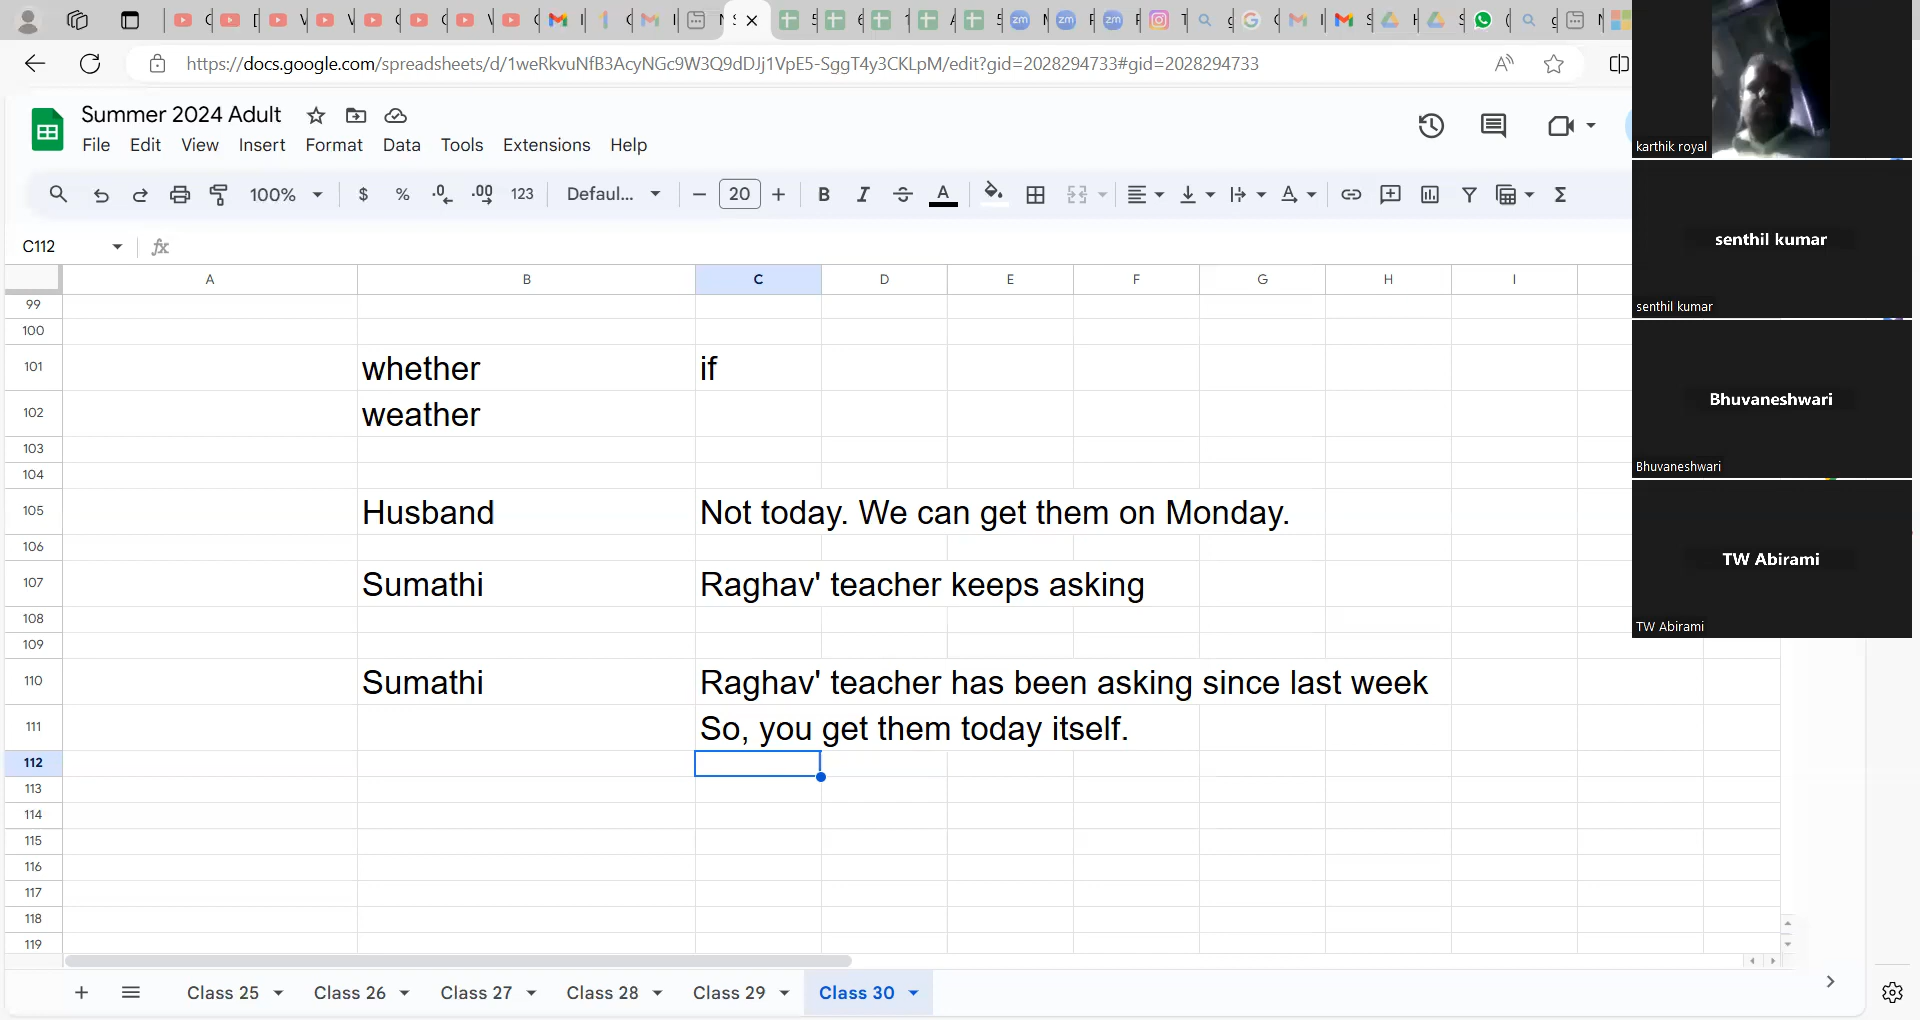 https://docs.google.com/spreadsheets/d/1weRkvuNfB3AcyNGc9W3Q9dDJj1VpE5-SggT4y3CKLpM/edit?gid=2028294733#gid=2028294733
Summer 2024 Adult
File Edit View Insert Format Data Tools Extensions Help
100% $ % .0 .00 123 Defaul... − 20 + B I S A
C112 fx
A B C D E F G H I
99
100
101 whether if
102 weather
103
104
105 Husband Not today. We can get them on Monday.
106
107 Sumathi Raghav' teacher keeps asking
108
109
110 Sumathi Raghav' teacher has been asking since last week
111 So, you get them today itself.
112
113
114
115
116
117
118
119
Class 25 Class 26 Class 27 Class 28 Class 29 Class 30
karthik royal
senthil kumar
senthil kumar
Bhuvaneshwari
Bhuvaneshwari
TW Abirami
TW Abirami